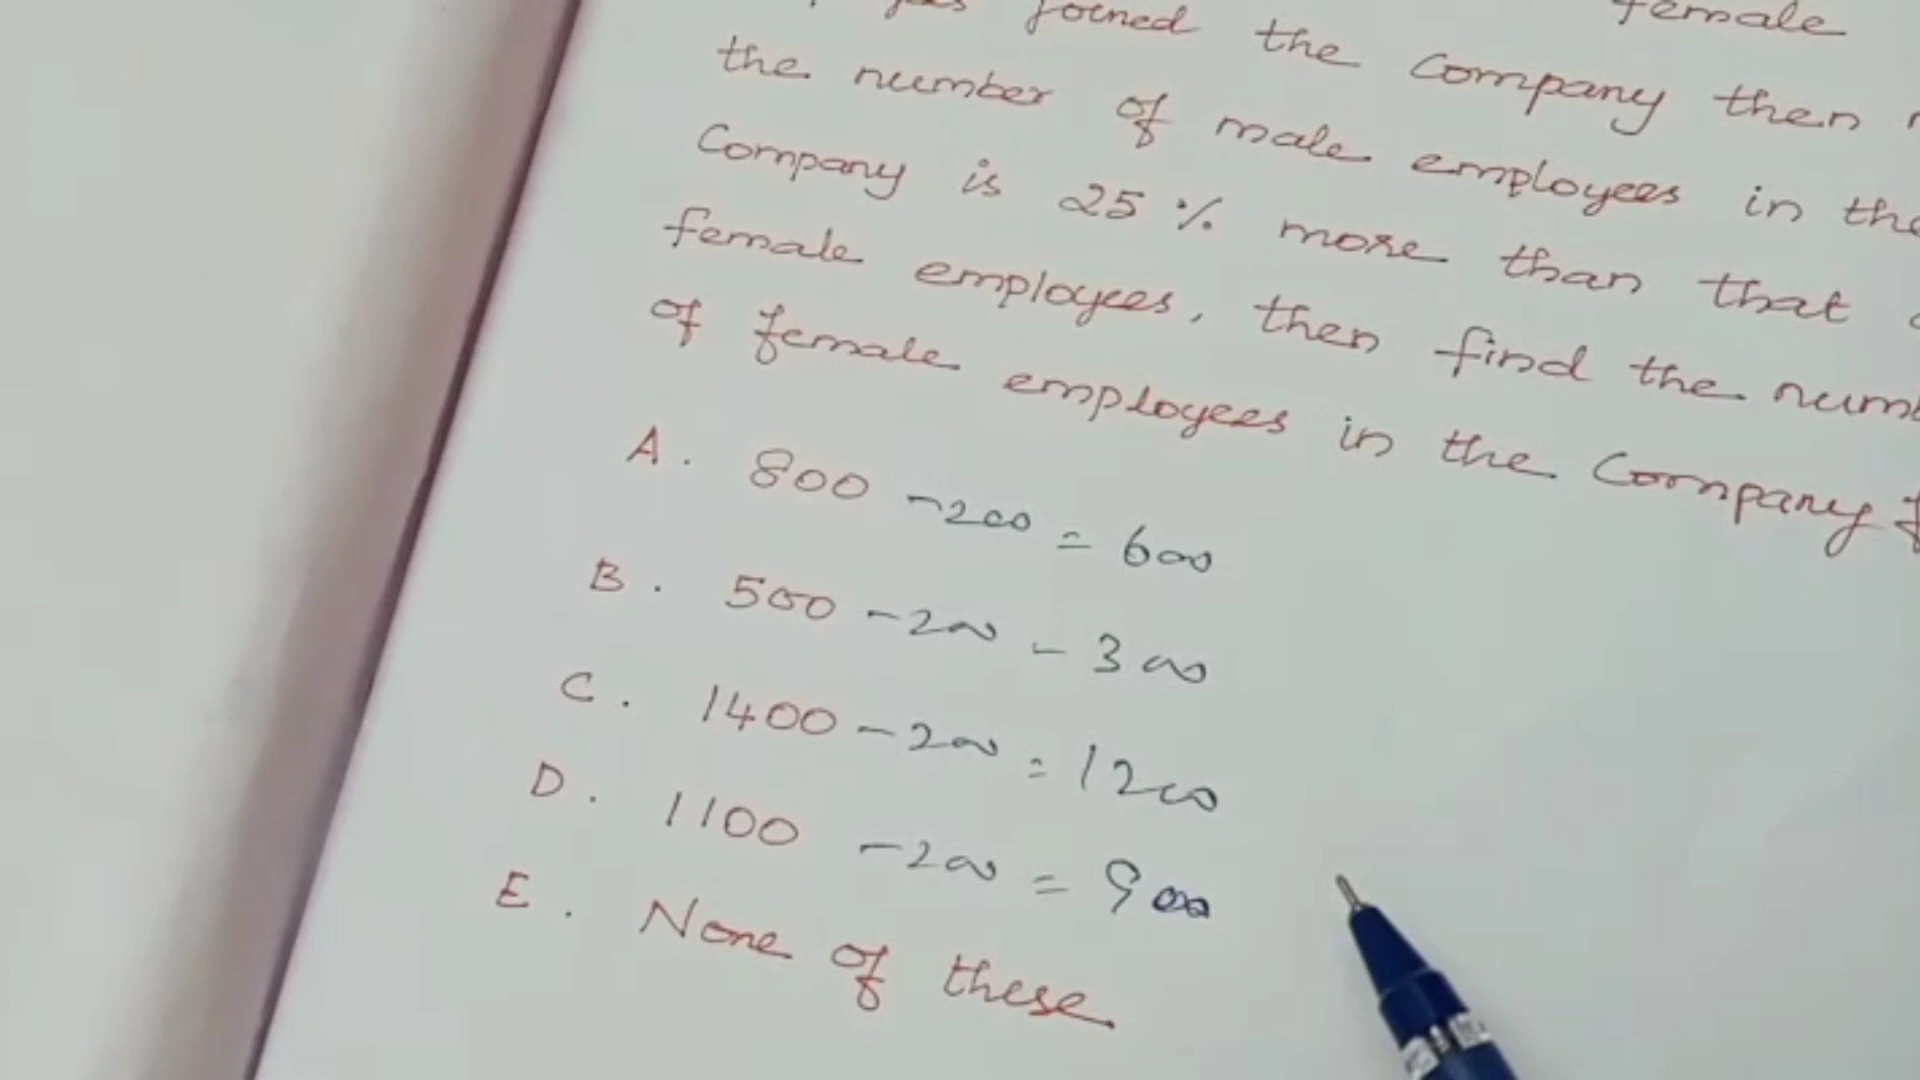 joined the Company then
female
the number of male employees in the
Company is 25 % more than that
female employees, then find the
of female employees in the Company
A. 800 -200 = 600
B. 500 -200 - 300
C. 1400 -200 = 1200
D. 1100 -200 = 900
E. None of these